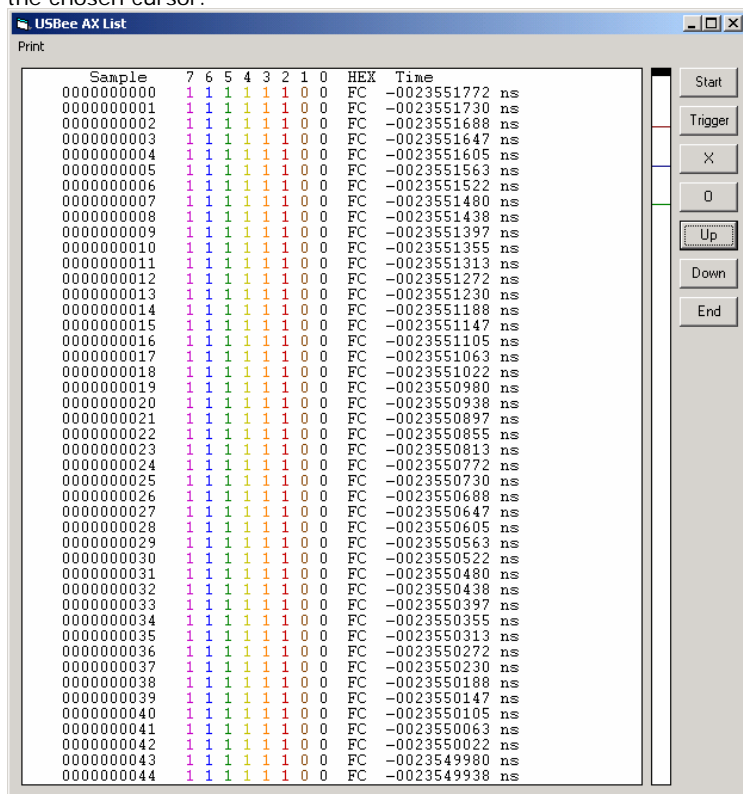 the chosen cursor.
USBee AX List
Print
Sample 7 6 5 4 3 2 1 0 HEX Time
0000000000 1 1 1 1 1 1 0 0 FC -0023551772 ns
0000000001 1 1 1 1 1 1 0 0 FC -0023551730 ns
0000000002 1 1 1 1 1 1 0 0 FC -0023551688 ns
0000000003 1 1 1 1 1 1 0 0 FC -0023551647 ns
0000000004 1 1 1 1 1 1 0 0 FC -0023551605 ns
0000000005 1 1 1 1 1 1 0 0 FC -0023551563 ns
0000000006 1 1 1 1 1 1 0 0 FC -0023551522 ns
0000000007 1 1 1 1 1 1 0 0 FC -0023551480 ns
0000000008 1 1 1 1 1 1 0 0 FC -0023551438 ns
0000000009 1 1 1 1 1 1 0 0 FC -0023551397 ns
0000000010 1 1 1 1 1 1 0 0 FC -0023551355 ns
0000000011 1 1 1 1 1 1 0 0 FC -0023551313 ns
0000000012 1 1 1 1 1 1 0 0 FC -0023551272 ns
0000000013 1 1 1 1 1 1 0 0 FC -0023551230 ns
0000000014 1 1 1 1 1 1 0 0 FC -0023551188 ns
0000000015 1 1 1 1 1 1 0 0 FC -0023551147 ns
0000000016 1 1 1 1 1 1 0 0 FC -0023551105 ns
0000000017 1 1 1 1 1 1 0 0 FC -0023551063 ns
0000000018 1 1 1 1 1 1 0 0 FC -0023551022 ns
0000000019 1 1 1 1 1 1 0 0 FC -0023550980 ns
0000000020 1 1 1 1 1 1 0 0 FC -0023550938 ns
0000000021 1 1 1 1 1 1 0 0 FC -0023550897 ns
0000000022 1 1 1 1 1 1 0 0 FC -0023550855 ns
0000000023 1 1 1 1 1 1 0 0 FC -0023550813 ns
0000000024 1 1 1 1 1 1 0 0 FC -0023550772 ns
0000000025 1 1 1 1 1 1 0 0 FC -0023550730 ns
0000000026 1 1 1 1 1 1 0 0 FC -0023550688 ns
0000000027 1 1 1 1 1 1 0 0 FC -0023550647 ns
0000000028 1 1 1 1 1 1 0 0 FC -0023550605 ns
0000000029 1 1 1 1 1 1 0 0 FC -0023550563 ns
0000000030 1 1 1 1 1 1 0 0 FC -0023550522 ns
0000000031 1 1 1 1 1 1 0 0 FC -0023550480 ns
0000000032 1 1 1 1 1 1 0 0 FC -0023550438 ns
0000000033 1 1 1 1 1 1 0 0 FC -0023550397 ns
0000000034 1 1 1 1 1 1 0 0 FC -0023550355 ns
0000000035 1 1 1 1 1 1 0 0 FC -0023550313 ns
0000000036 1 1 1 1 1 1 0 0 FC -0023550272 ns
0000000037 1 1 1 1 1 1 0 0 FC -0023550230 ns
0000000038 1 1 1 1 1 1 0 0 FC -0023550188 ns
0000000039 1 1 1 1 1 1 0 0 FC -0023550147 ns
0000000040 1 1 1 1 1 1 0 0 FC -0023550105 ns
0000000041 1 1 1 1 1 1 0 0 FC -0023550063 ns
0000000042 1 1 1 1 1 1 0 0 FC -0023550022 ns
0000000043 1 1 1 1 1 1 0 0 FC -0023549980 ns
0000000044 1 1 1 1 1 1 0 0 FC -0023549938 ns
Start
Trigger
X
O
Up
Down
End